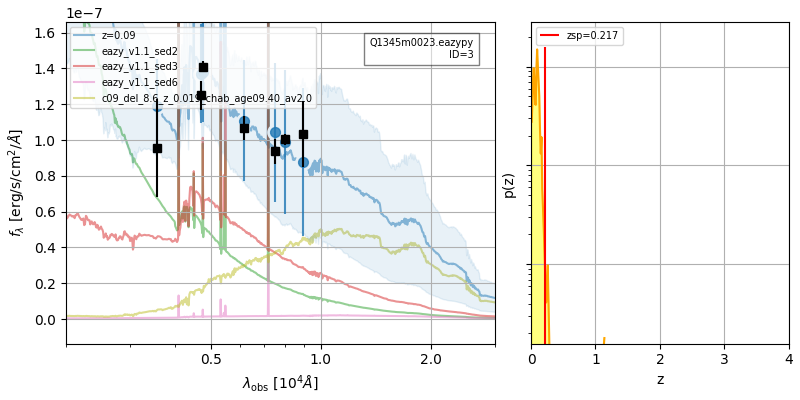 1e−7
z=0.09
eazy_v1.1_sed2
eazy_v1.1_sed3
eazy_v1.1_sed6
c09_del_8.6_z_0.019_chab_age09.40_av2.0
Q1345m0023.eazypy
ID=3
1.6
1.4
1.2
1.0
0.8
0.6
0.4
0.2
0.0
fλ [erg/s/cm²/Å]
0.5 1.0 2.0
λobs [10⁴Å]
zsp=0.217
p(z)
0 1 2 3 4
z